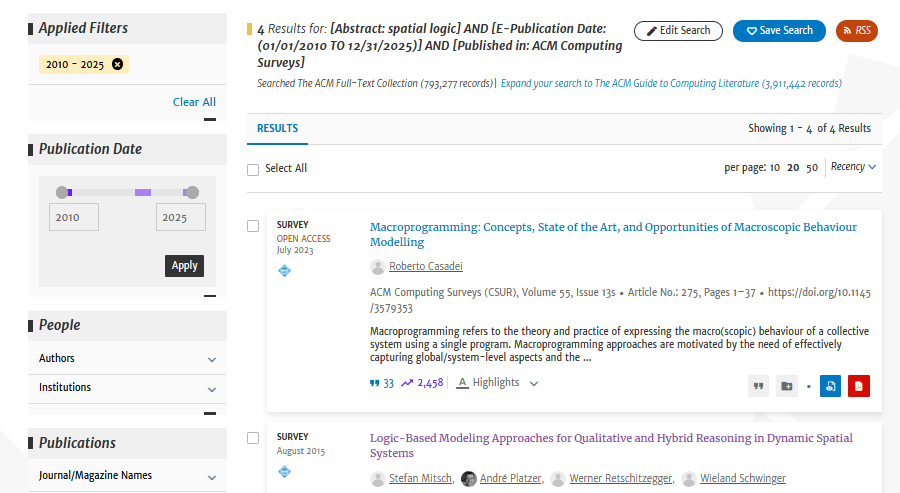 Applied Filters
2010 - 2025
Clear All
Publication Date
2010
2025
Apply
People
Authors
Institutions
Publications
Journal/Magazine Names
4 Results for: [Abstract: spatial logic] AND [E-Publication Date:
(01/01/2010 TO 12/31/2025)] AND [Published in: ACM Computing
Surveys]
Edit Search
Save Search
RSS
Searched The ACM Full-Text Collection (793,277 records)| Expand your search to The ACM Guide to Computing Literature (3,911,442 records)
RESULTS
Showing 1 - 4 of 4 Results
Select All
per page: 10 20 50
Recency
SURVEY
OPEN ACCESS
July 2023
Macroprogramming: Concepts, State of the Art, and Opportunities of Macroscopic Behaviour
Modelling
Roberto Casadei
ACM Computing Surveys (CSUR), Volume 55, Issue 13s • Article No.: 275, Pages 1–37 • https://doi.org/10.1145
/3579353
Macroprogramming refers to the theory and practice of expressing the macro(scopic) behaviour of a collective
system using a single program. Macroprogramming approaches are motivated by the need of effectively
capturing global/system-level aspects and the ...
33
2,458
Highlights
SURVEY
August 2015
Logic-Based Modeling Approaches for Qualitative and Hybrid Reasoning in Dynamic Spatial
Systems
Stefan Mitsch, André Platzer, Werner Retschitzegger, Wieland Schwinger